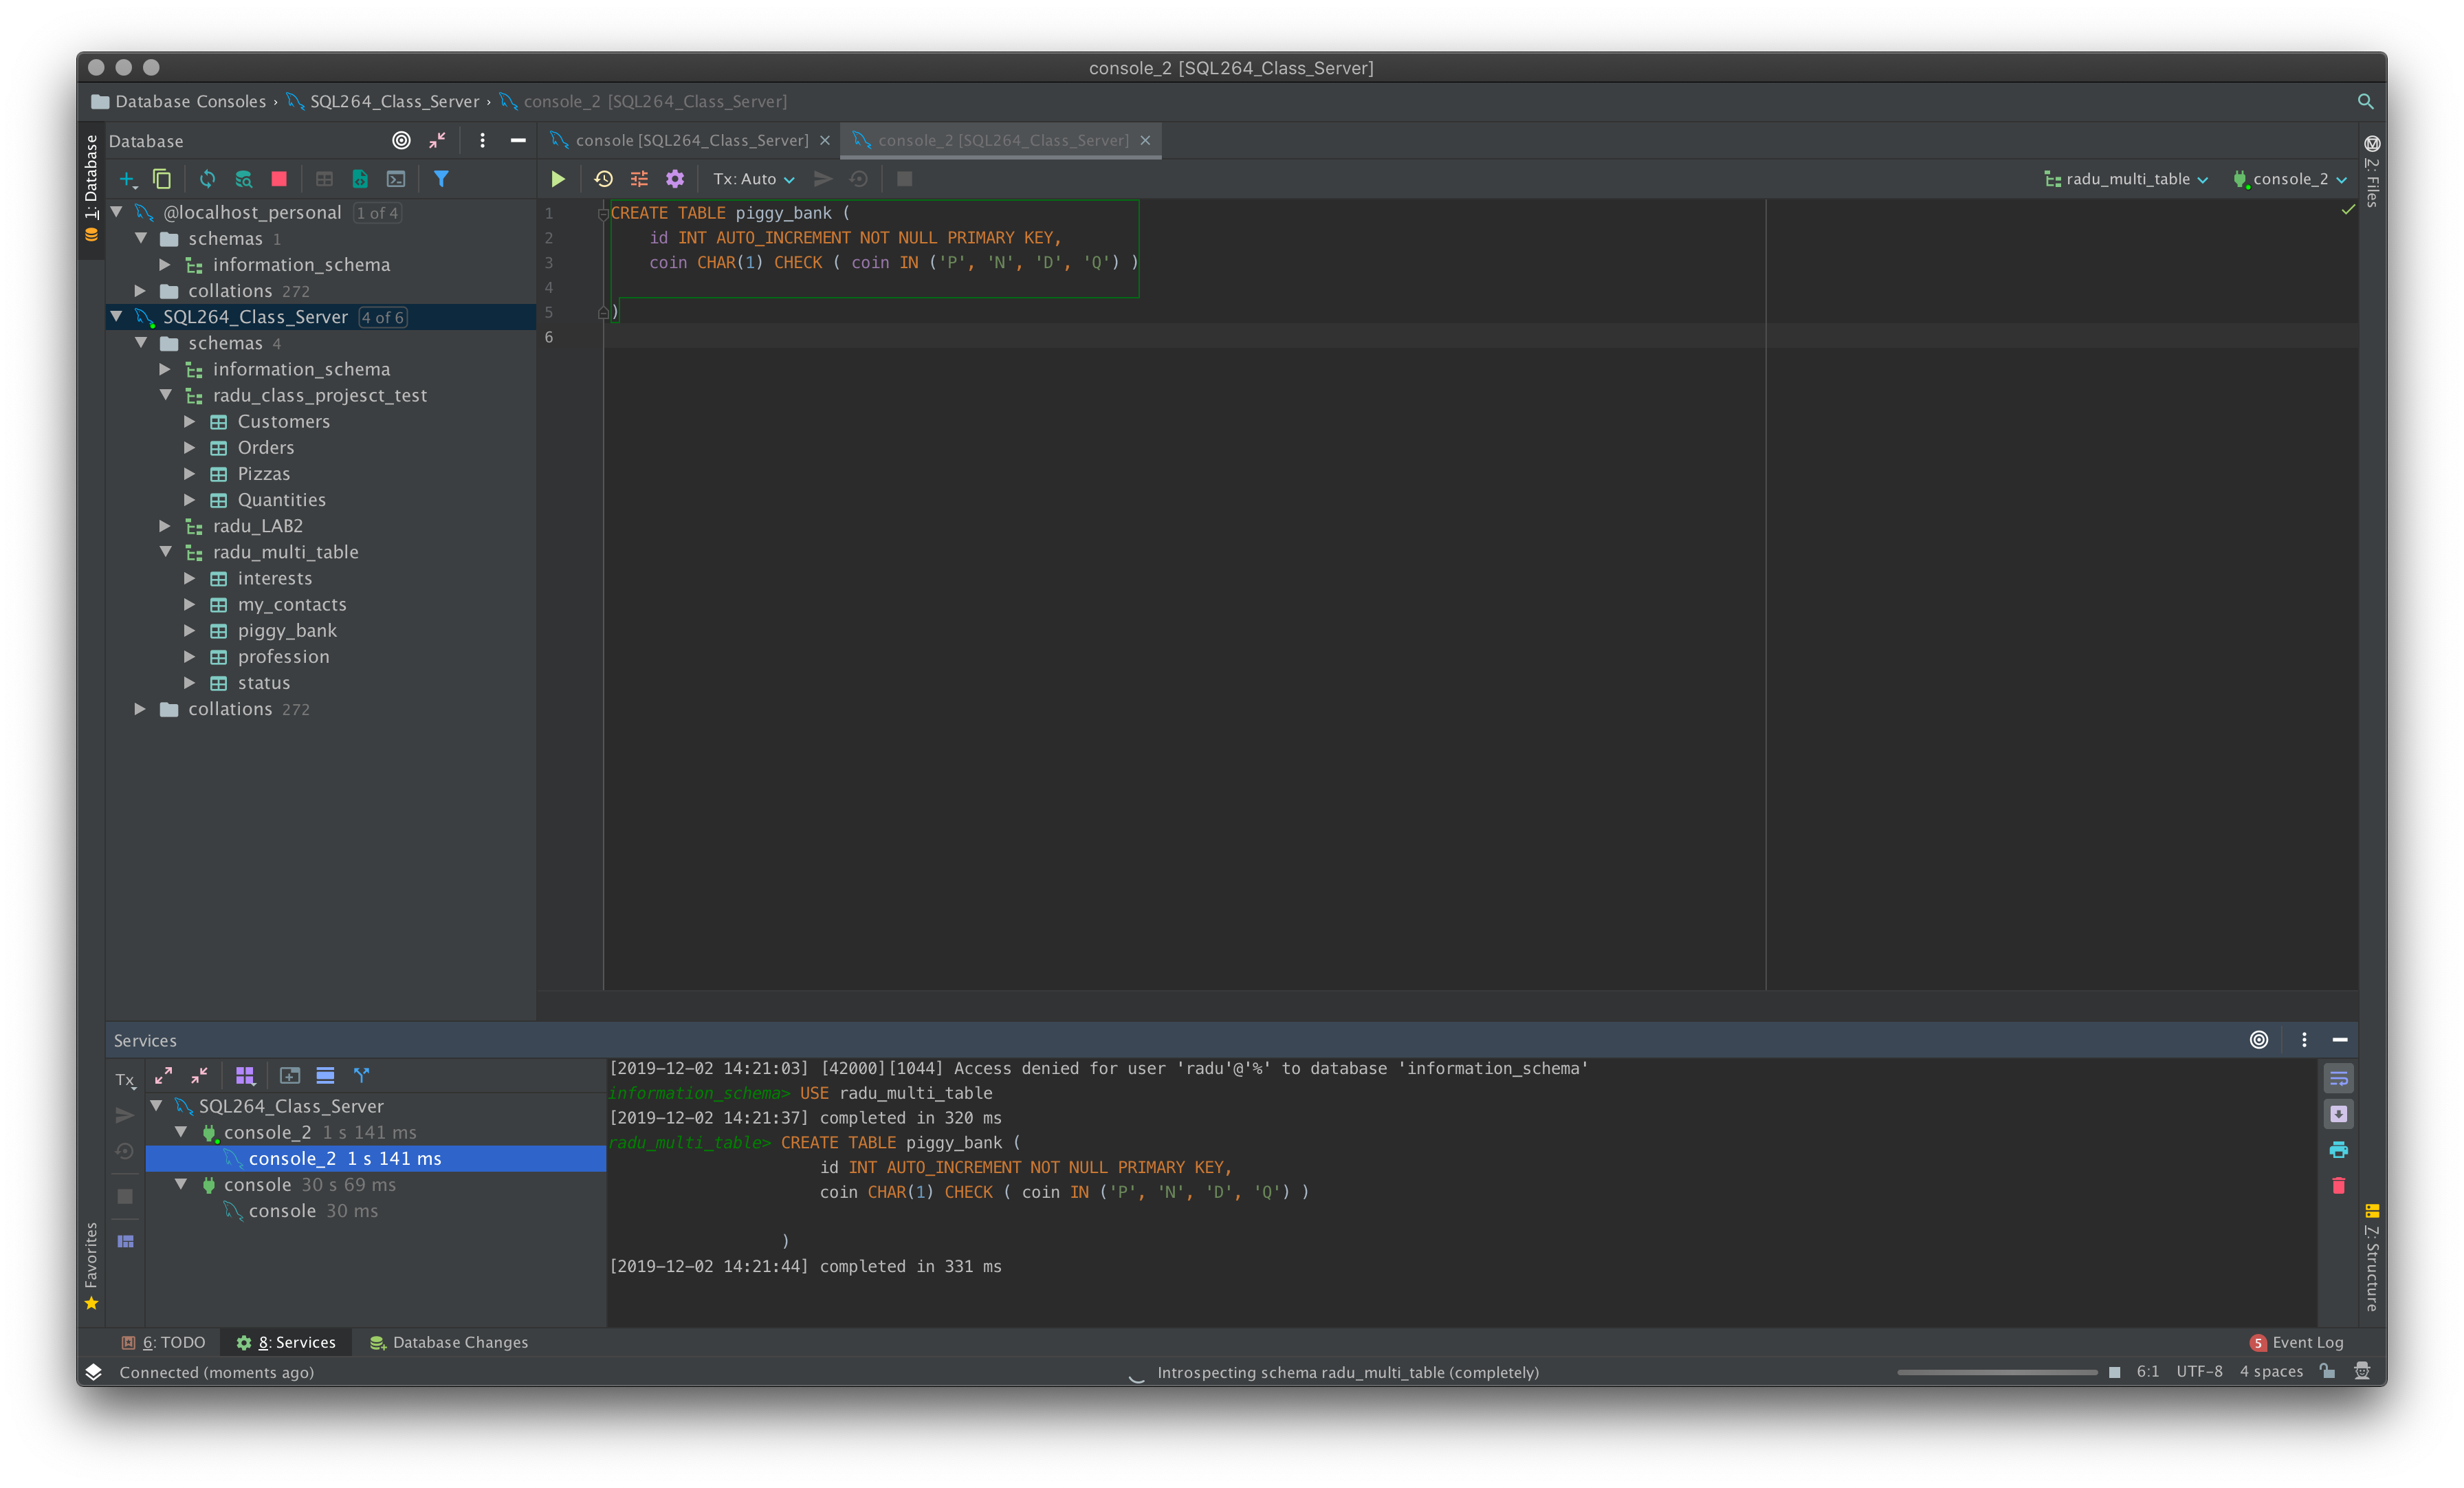 console_2 [SQL264_Class_Server]
Database Consoles › SQL264_Class_Server › console_2 [SQL264_Class_Server]
1: Database
Database
console [SQL264_Class_Server]
console_2 [SQL264_Class_Server]
Tx: Auto
radu_multi_table
console_2
2: Files
@localhost_personal 1 of 4
schemas 1
information_schema
collations 272
SQL264_Class_Server 4 of 6
schemas 4
information_schema
radu_class_projesct_test
Customers
Orders
Pizzas
Quantities
radu_LAB2
radu_multi_table
interests
my_contacts
piggy_bank
profession
status
collations 272
1 CREATE TABLE piggy_bank (
2 id INT AUTO_INCREMENT NOT NULL PRIMARY KEY,
3 coin CHAR(1) CHECK ( coin IN ('P', 'N', 'D', 'Q') )
4
5 )
6
Services
Tx
SQL264_Class_Server
console_2 1 s 141 ms
console_2 1 s 141 ms
console 30 s 69 ms
console 30 ms
[2019-12-02 14:21:03] [42000][1044] Access denied for user 'radu'@'%' to database 'information_schema'
information_schema> USE radu_multi_table
[2019-12-02 14:21:37] completed in 320 ms
radu_multi_table> CREATE TABLE piggy_bank (
id INT AUTO_INCREMENT NOT NULL PRIMARY KEY,
coin CHAR(1) CHECK ( coin IN ('P', 'N', 'D', 'Q') )
)
[2019-12-02 14:21:44] completed in 331 ms
Favorites
7: Structure
6: TODO
8: Services
Database Changes
5 Event Log
Connected (moments ago)
Introspecting schema radu_multi_table (completely)
6:1 UTF-8 4 spaces